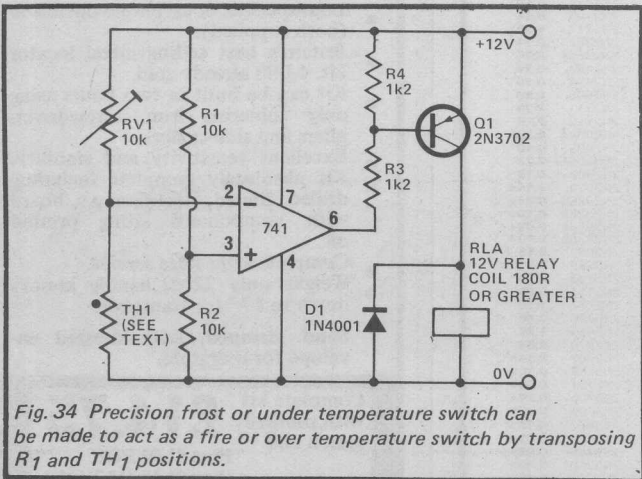 +12V
RV1
10k
R1
10k
R4
1k2
Q1
2N3702
R3
1k2
2
7
741
6
3
4
TH1
(SEE
TEXT)
R2
10k
D1
1N4001
RLA
12V RELAY
COIL 180R
OR GREATER
0V
Fig. 34 Precision frost or under temperature switch can
be made to act as a fire or over temperature switch by transposing
R1 and TH1 positions.